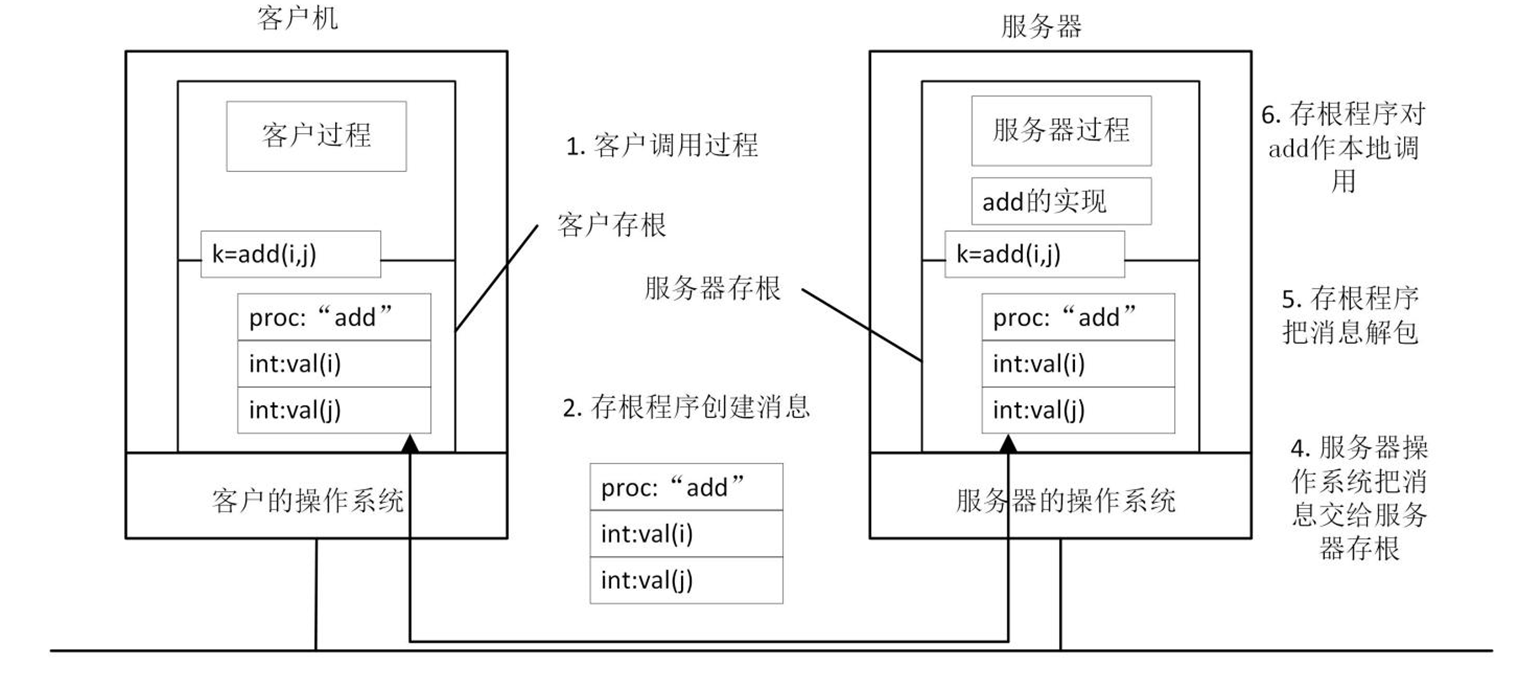 客户机
客户过程
k=add(i,j)
proc:“add”
int:val(i)
int:val(j)
客户的操作系统
1. 客户调用过程
客户存根
服务器存根
2. 存根程序创建消息
proc:“add”
int:val(i)
int:val(j)
服务器
服务器过程
add的实现
k=add(i,j)
proc:“add”
int:val(i)
int:val(j)
服务器的操作系统
6. 存根程序对
add作本地调
用
5. 存根程序
把消息解包
4. 服务器操
作系统把消
息交给服务
器存根